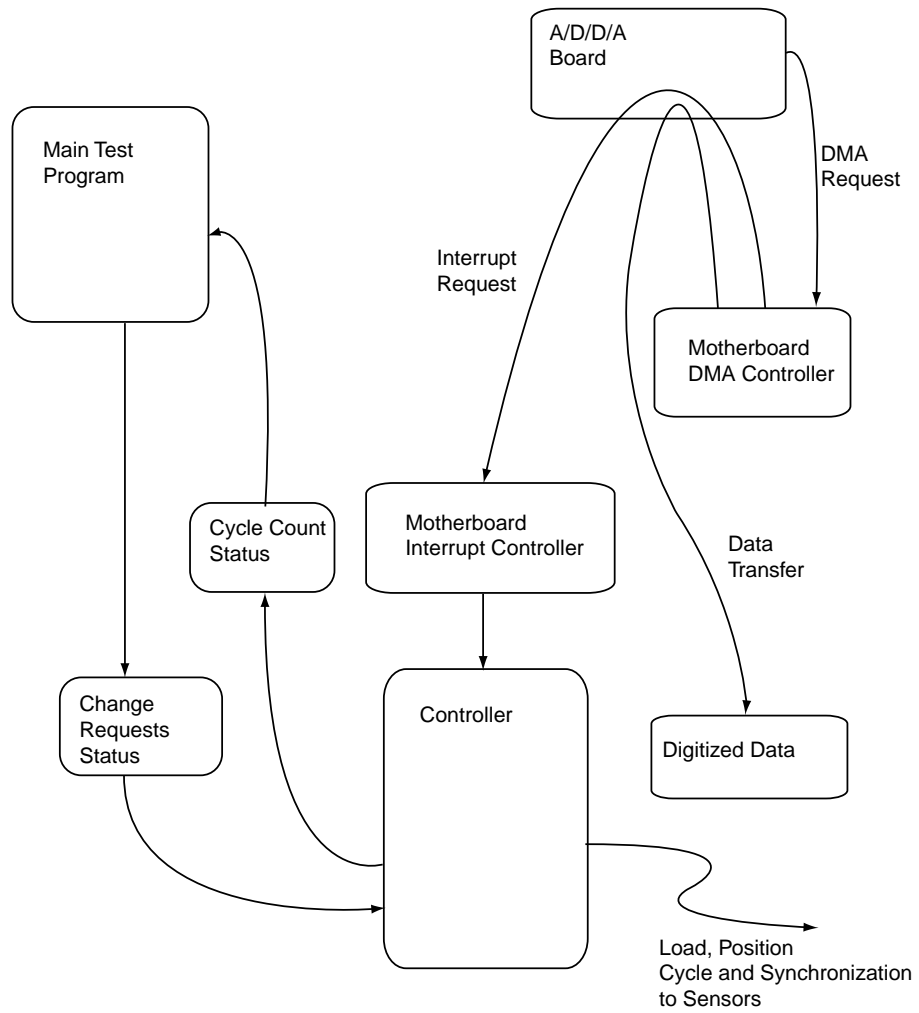 A/D/D/A
Board
Main Test
Program
DMA
Request
Interrupt
Request
Motherboard
DMA Controller
Cycle Count
Status
Motherboard
Interrupt Controller
Data
Transfer
Change
Requests
Status
Controller
Digitized Data
Load, Position
Cycle and Synchronization
to Sensors